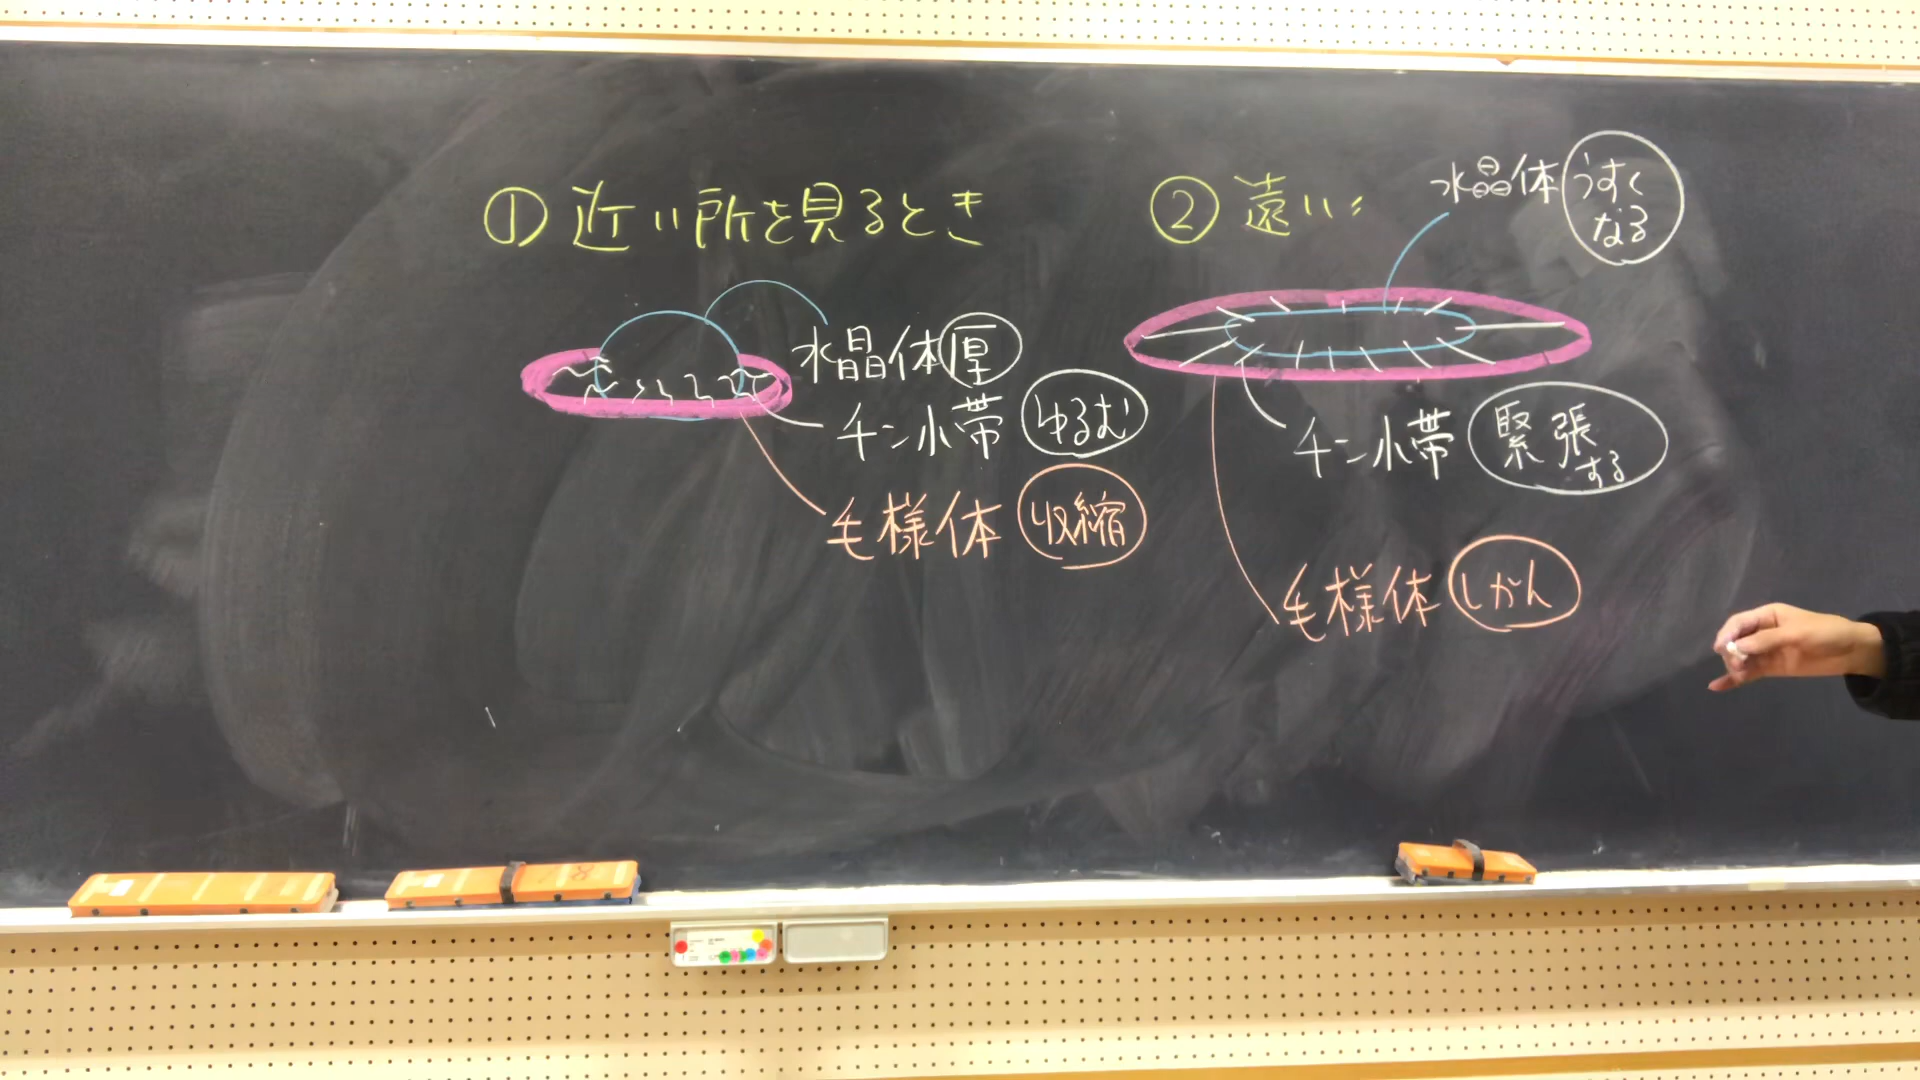 ①近い所を見るとき
水晶体厚
チン小帯ゆるむ
毛様体収縮
②遠い〃
水晶体うすく
なる
チン小帯緊張
する
毛様体しかん